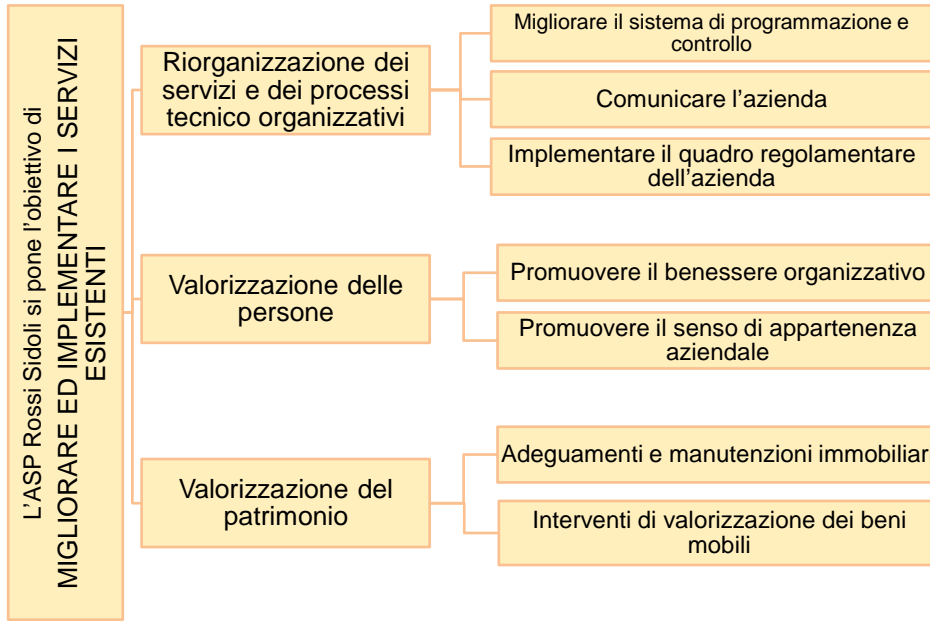 L'ASP Rossi Sidoli si pone l'obiettivo di
MIGLIORARE ED IMPLEMENTARE I SERVIZI
ESISTENTI
Riorganizzazione dei
servizi e dei processi
tecnico organizzativi
Migliorare il sistema di programmazione e
controllo
Comunicare l'azienda
Implementare il quadro regolamentare
dell'azienda
Valorizzazione delle
persone
Promuovere il benessere organizzativo
Promuovere il senso di appartenenza
aziendale
Valorizzazione del
patrimonio
Adeguamenti e manutenzioni immobiliar
Interventi di valorizzazione dei beni
mobili